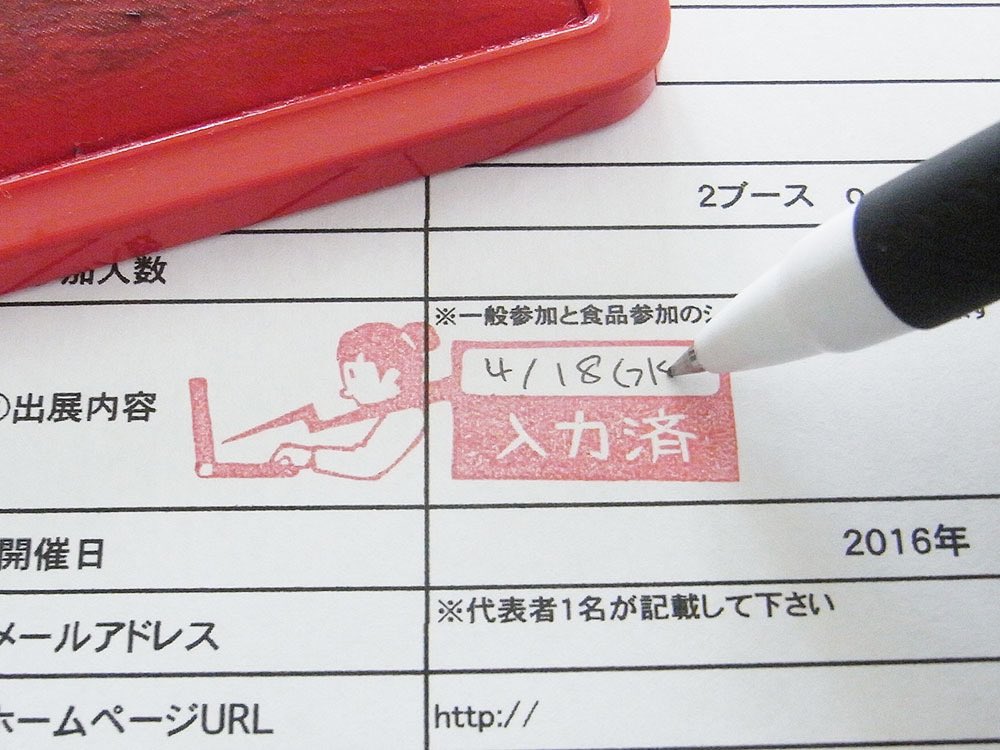 2ブース
加人数
※一般参加と食品参加の
出展内容
4/18
入力済
開催日
2016年
メールアドレス
※代表者1名が記載して下さい
ホームページURL
http://